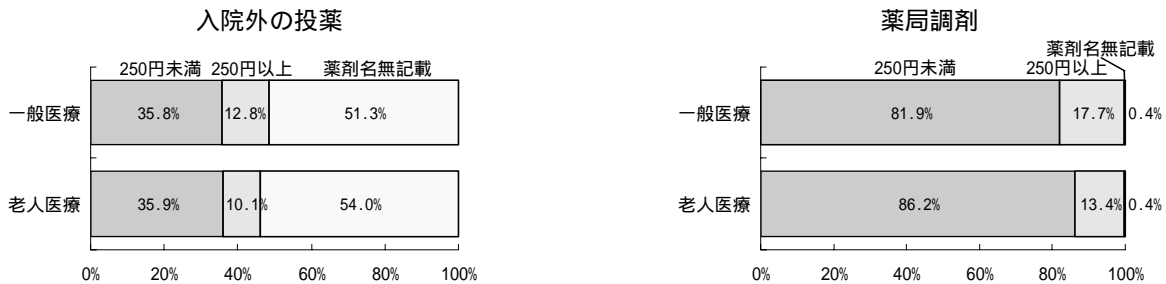 入院外の投薬
250円未満 250円以上 薬剤名無記載
一般医療 35.8% 12.8% 51.3%
老人医療 35.9% 10.1% 54.0%
0% 20% 40% 60% 80% 100%
薬局調剤
薬剤名無記載
250円未満 250円以上
一般医療 81.9% 17.7% 0.4%
老人医療 86.2% 13.4% 0.4%
0% 20% 40% 60% 80% 100%